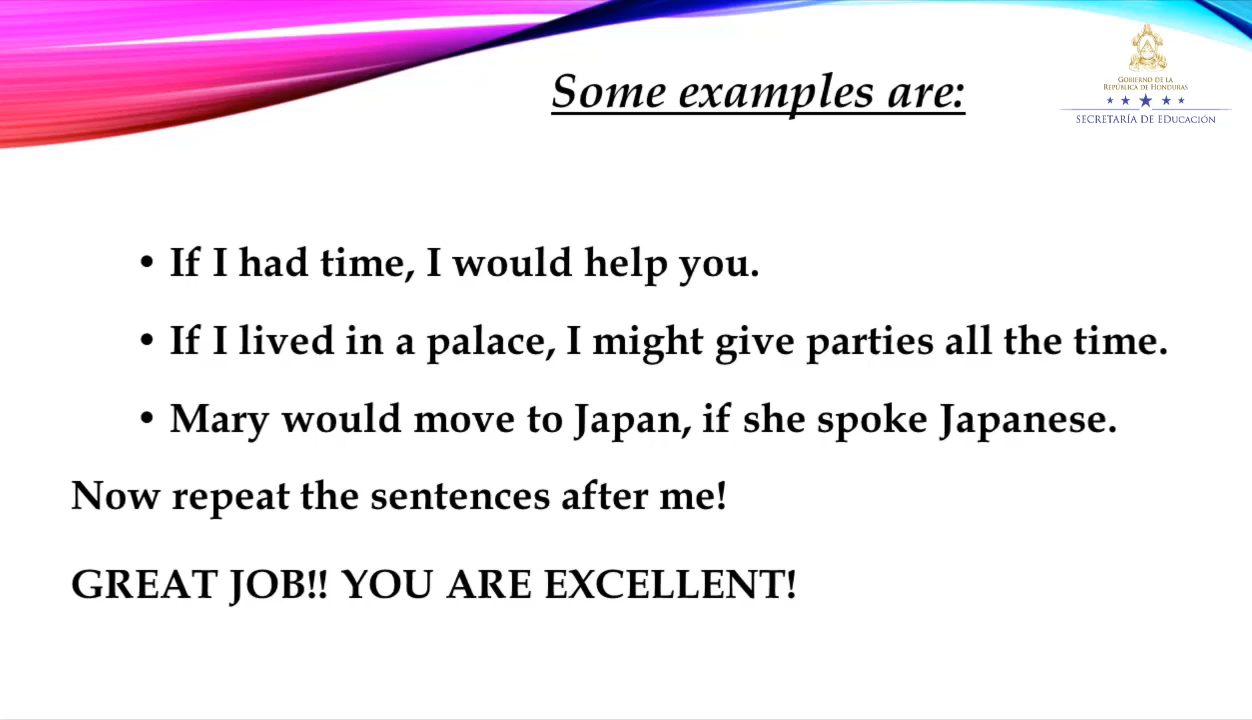 Some examples are:
GOBIERNO DE LA
REPÚBLICA DE HONDURAS
SECRETARÍA DE EDUCACIÓN
• If I had time, I would help you.
• If I lived in a palace, I might give parties all the time.
• Mary would move to Japan, if she spoke Japanese.
Now repeat the sentences after me!
GREAT JOB!! YOU ARE EXCELLENT!